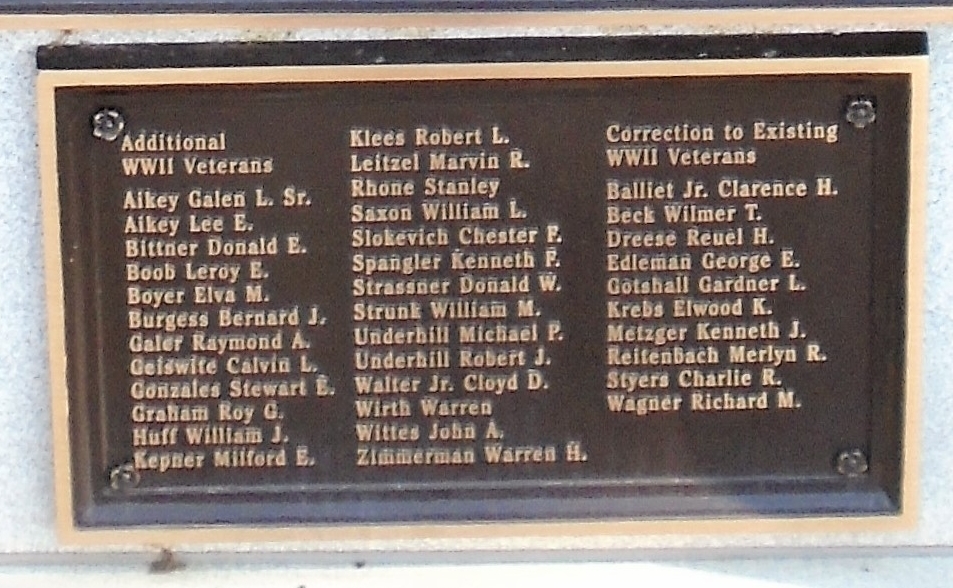 Additional
WWII Veterans
Aikey Galen L. Sr.
Aikey Lee E.
Bittner Donald E.
Boob Leroy E.
Boyer Elva M.
Burgess Bernard J.
Galer Raymond A.
Geiswite Calvin L.
Gonzales Stewart E.
Graham Roy G.
Huff William J.
Kepner Milford E.
Klees Robert L.
Leitzel Marvin R.
Rhone Stanley
Saxon William L.
Slokevich Chester F.
Spangler Kenneth F.
Strassner Donald W.
Strunk William M.
Underhill Michael P.
Underhill Robert J.
Walter Jr. Cloyd D.
Wirth Warren
Wittes John A.
Zimmerman Warren H.
Correction to Existing
WWII Veterans
Balliet Jr. Clarence H.
Beck Wilmer T.
Dreese Reuel H.
Edleman George E.
Gotshall Gardner L.
Krebs Elwood K.
Metzger Kenneth J.
Reitenbach Merlyn R.
Styers Charlie R.
Wagner Richard M.